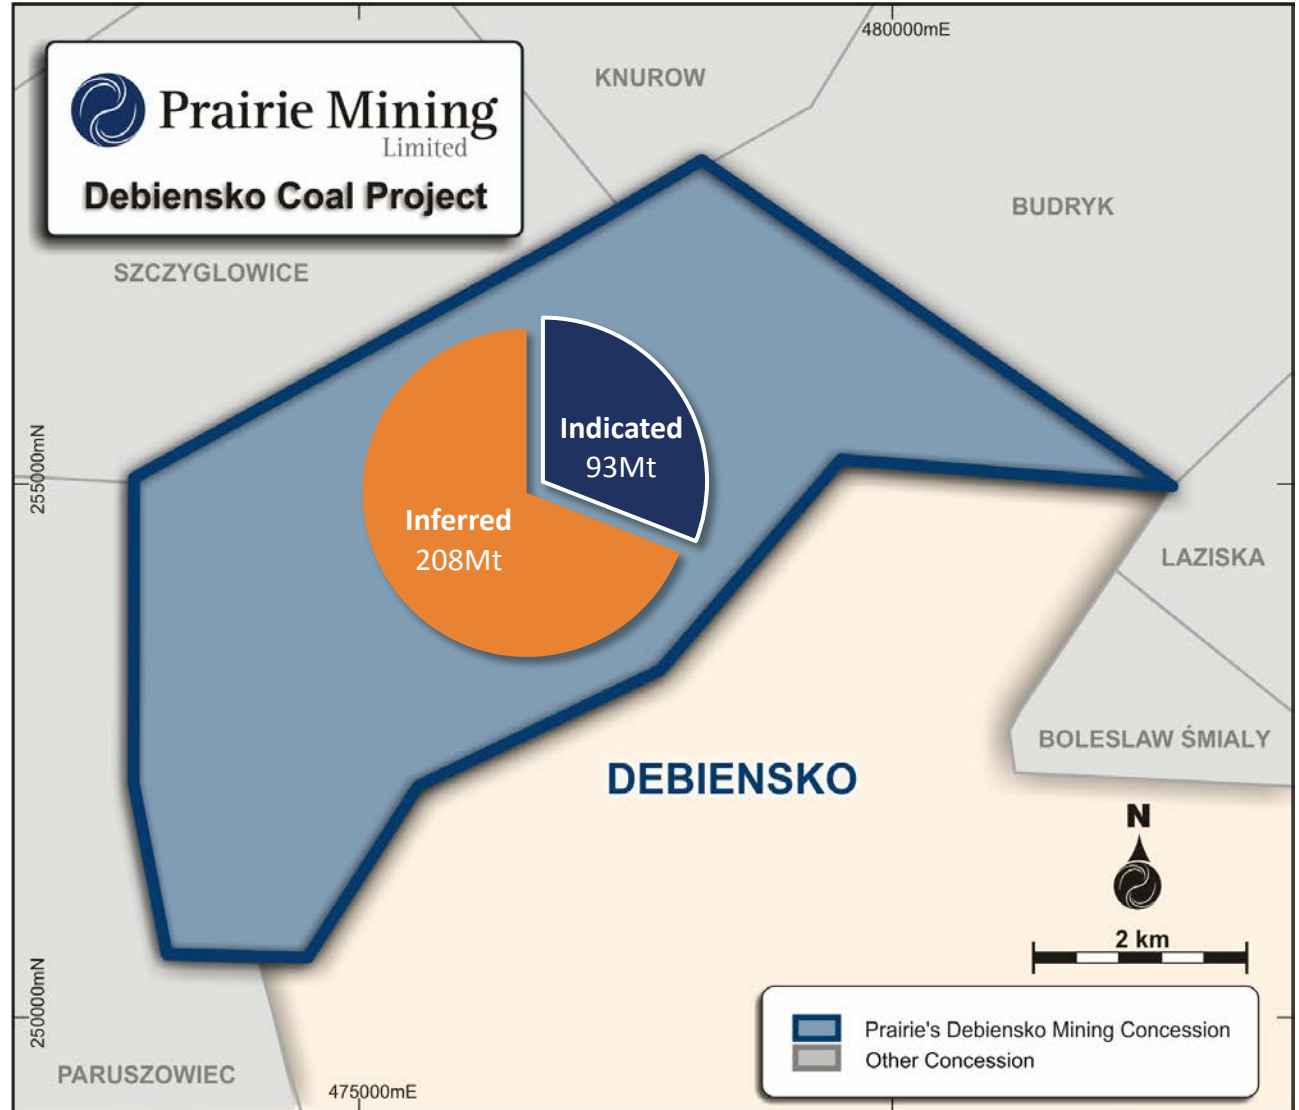 480000mE
KNUROW
Prairie Mining
Limited
Debiensko Coal Project
BUDRYK
SZCZYGLOWICE
Indicated
93Mt
255000mN
Inferred
208Mt
LAZISKA
BOLESLAW ŚMIALY
DEBIENSKO
N
2 km
250000mN
Prairie's Debiensko Mining Concession
Other Concession
PARUSZOWIEC
475000mE